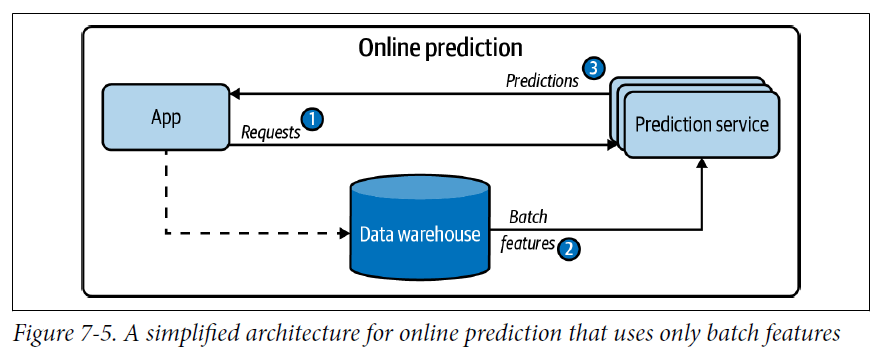 Online prediction
Predictions 3
App
Requests 1
Prediction service
Data warehouse
Batch
features 2
Figure 7-5. A simplified architecture for online prediction that uses only batch features